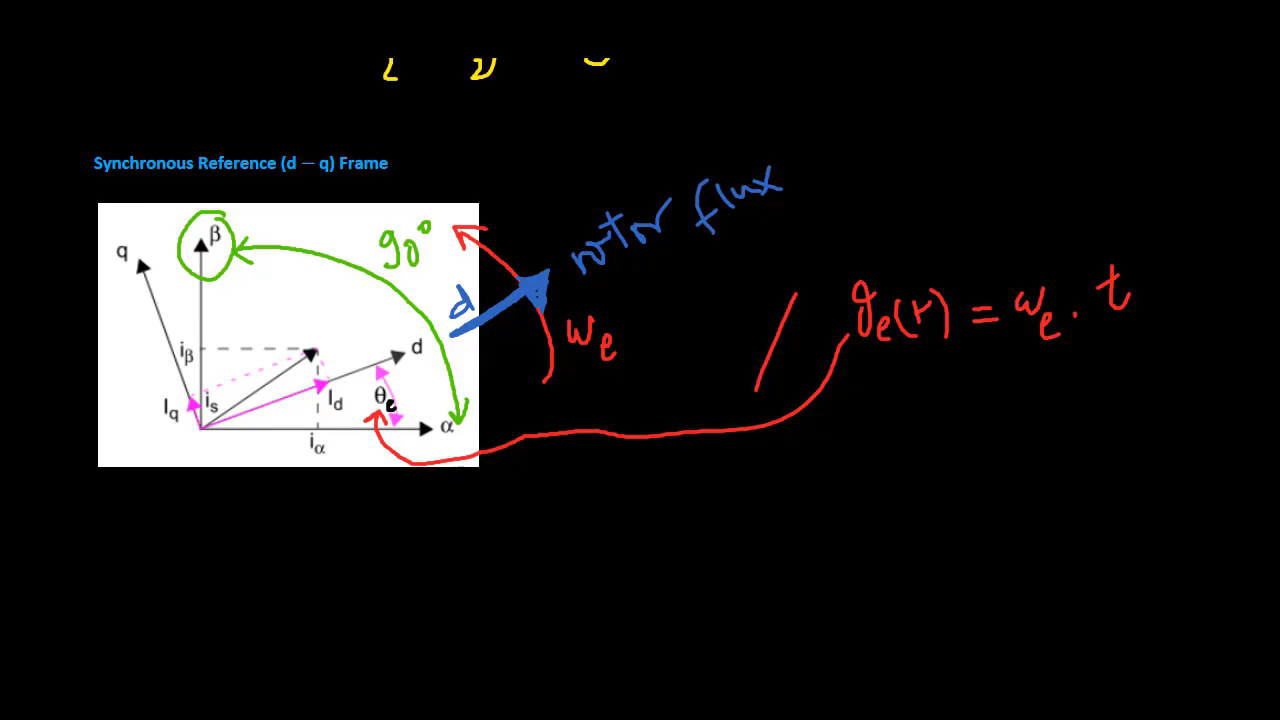 Synchronous Reference (d – q) Frame
rotor flux
β
90°
q
d
ωe
θe(t) = ωe . t
iβ
d
Iq
is
Id
θe
α
iα